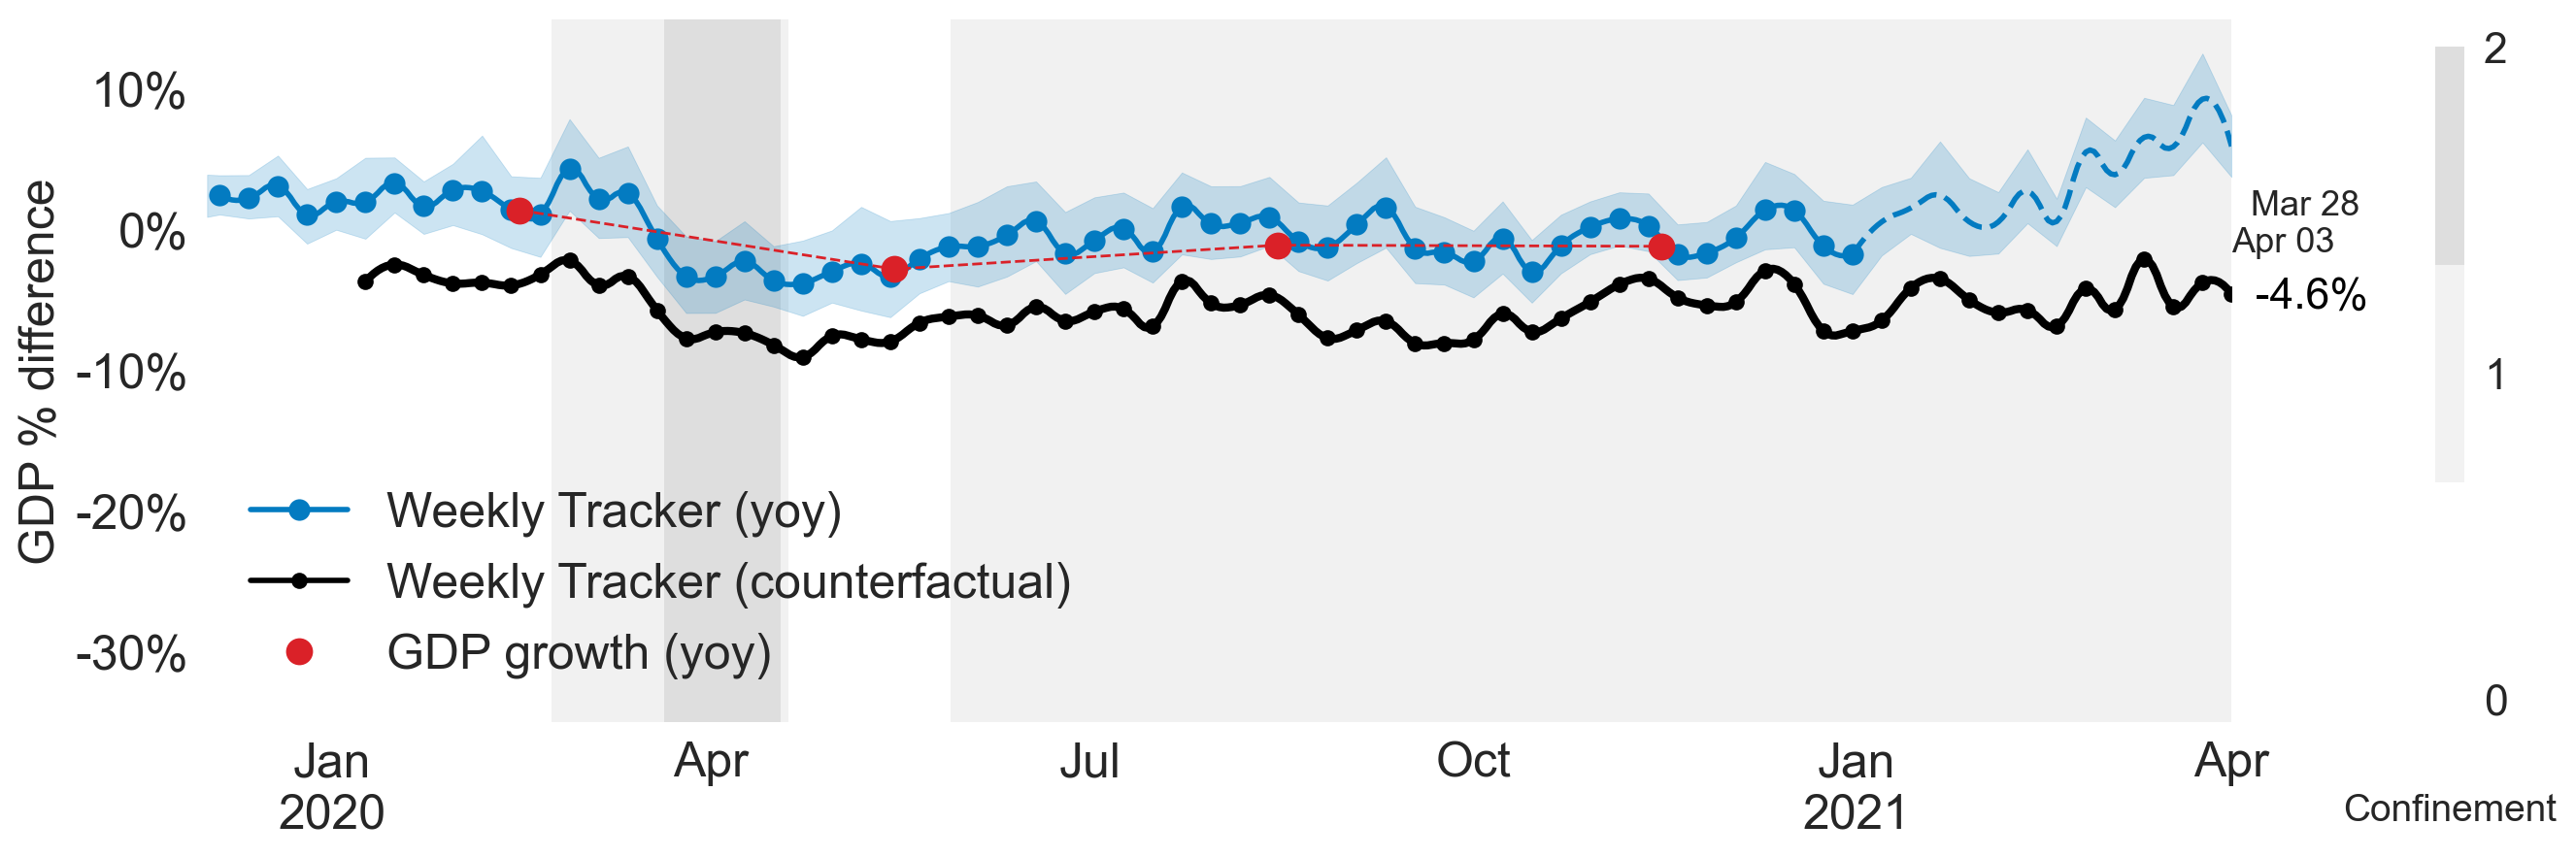 GDP % difference
10%
0%
-10%
-20%
-30%
Weekly Tracker (yoy)
Weekly Tracker (counterfactual)
GDP growth (yoy)
Jan
2020
Apr
Jul
Oct
Jan
2021
Apr
Mar 28
Apr 03
-4.6%
2
1
0
Confinement